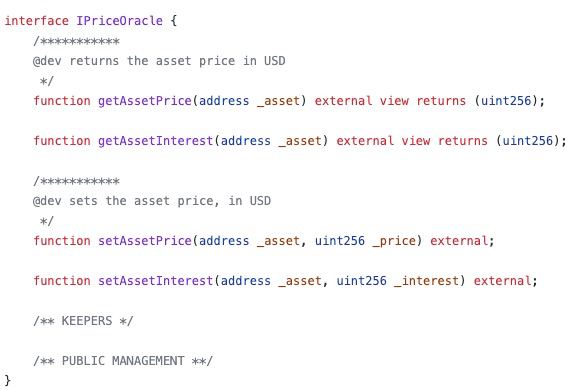 interface IPriceOracle {
/***********
@dev returns the asset price in USD
*/
function getAssetPrice(address _asset) external view returns (uint256);
function getAssetInterest(address _asset) external view returns (uint256);
/***********
@dev sets the asset price, in USD
*/
function setAssetPrice(address _asset, uint256 _price) external;
function setAssetInterest(address _asset, uint256 _interest) external;
/** KEEPERS */
/** PUBLIC MANAGEMENT **/
}